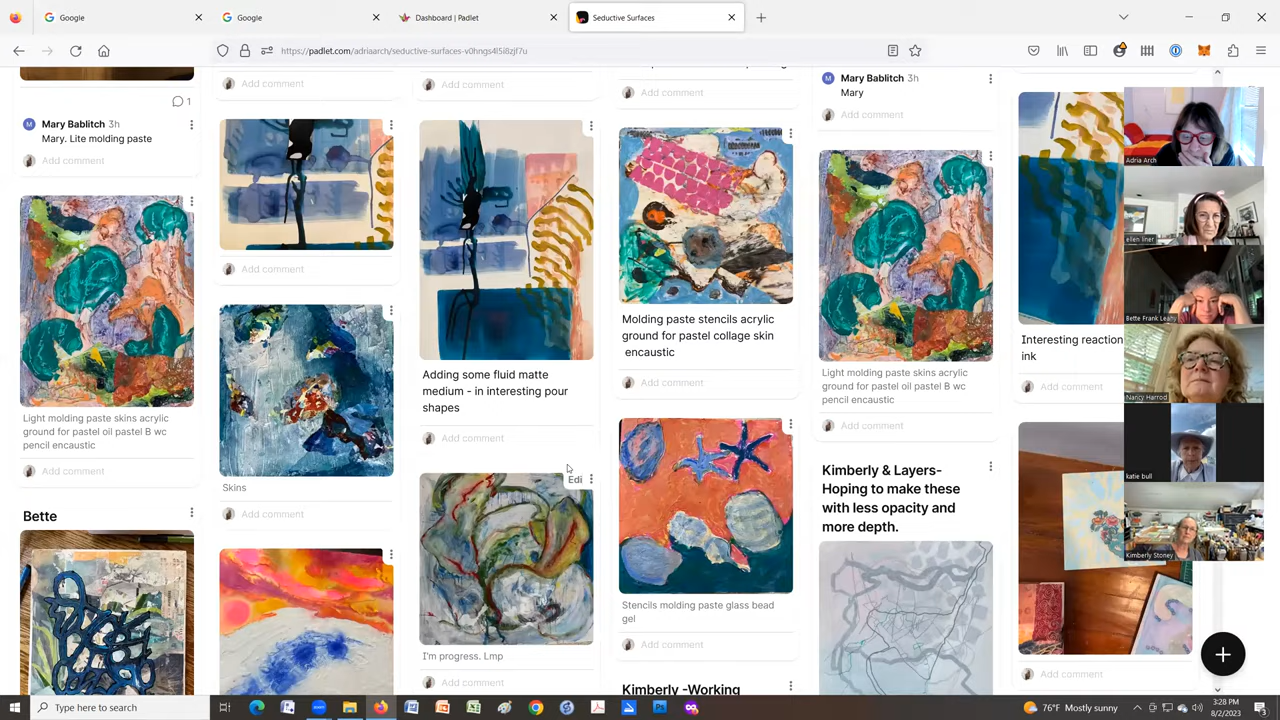 Google
Google
Dashboard | Padlet
Seductive Surfaces
https://padlet.com/adriaarch/seductive-surfaces-v0hngs4l5i8zjf7u
1
Mary Bablitch 3h
Mary. Lite molding paste
Add comment
Light molding paste skins acrylic
ground for pastel oil pastel B wc
pencil encaustic
Add comment
Bette
Add comment
Add comment
Skins
Add comment
Add comment
Adding some fluid matte
medium - in interesting pour
shapes
Add comment
Edi
I'm progress. Lmp
Add comment
Add comment
Molding paste stencils acrylic
ground for pastel collage skin
encaustic
Add comment
Stencils molding paste glass bead
gel
Add comment
Kimberly -Working
Mary Bablitch 3h
Mary
Add comment
Light molding paste skins acrylic
ground for pastel oil pastel B wc
pencil encaustic
Add comment
Kimberly & Layers-
Hoping to make these
with less opacity and
more depth.
Interesting reaction
ink
Add comment
Add comment
Adria Arch
ellen liner
Bette Frank Leahy
Nancy Harrod
katie bull
Kimberly Stoney
Type here to search
76°F Mostly sunny
3:28 PM
8/2/2023
3